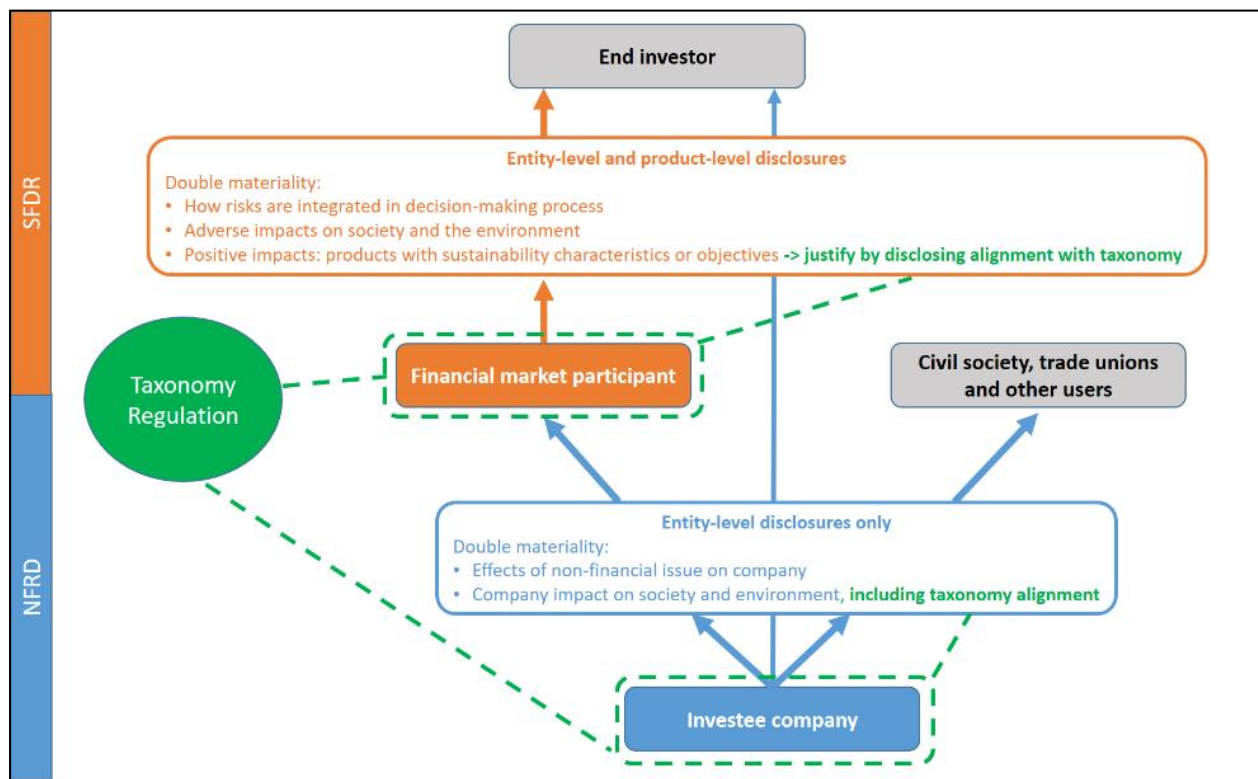 SFDR
End investor
Entity-level and product-level disclosures
Double materiality:
• How risks are integrated in decision-making process
• Adverse impacts on society and the environment
• Positive impacts: products with sustainability characteristics or objectives -> justify by disclosing alignment with taxonomy
Taxonomy
Regulation
Financial market participant
Civil society, trade unions
and other users
NFRD
Entity-level disclosures only
Double materiality:
• Effects of non-financial issue on company
• Company impact on society and environment, including taxonomy alignment
Investee company